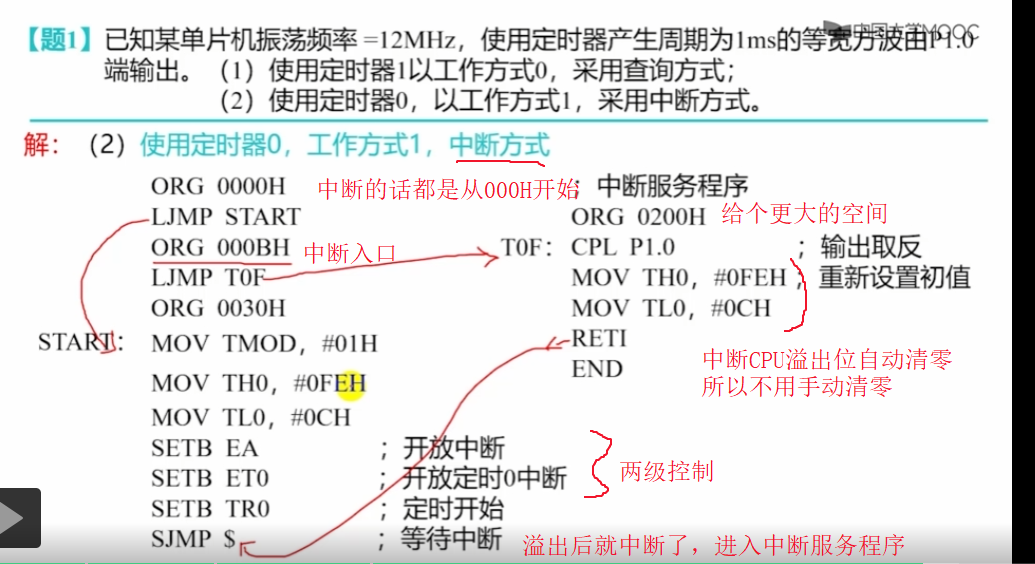 中国大学MOOC
【题1】已知某单片机振荡频率 =12MHz，使用定时器产生周期为1ms的等宽方波由P1.0
端输出。（1）使用定时器1以工作方式0，采用查询方式；
（2）使用定时器0，以工作方式1，采用中断方式。
解：（2）使用定时器0，工作方式1，中断方式
ORG 0000H 中断的话都是从000H开始
LJMP START
ORG 000BH 中断入口
LJMP T0F
ORG 0030H
START： MOV TMOD，#01H
MOV TH0，#0FEH
MOV TL0，#0CH
SETB EA ；开放中断
SETB ET0 ；开放定时0中断
两级控制
SETB TR0 ；定时开始
SJMP $ ；等待中断 溢出后就中断了，进入中断服务程序
；中断服务程序
ORG 0200H 给个更大的空间
T0F： CPL P1.0 ；输出取反
MOV TH0，#0FEH ；重新设置初值
MOV TL0，#0CH
RETI
END
中断CPU溢出位自动清零
所以不用手动清零